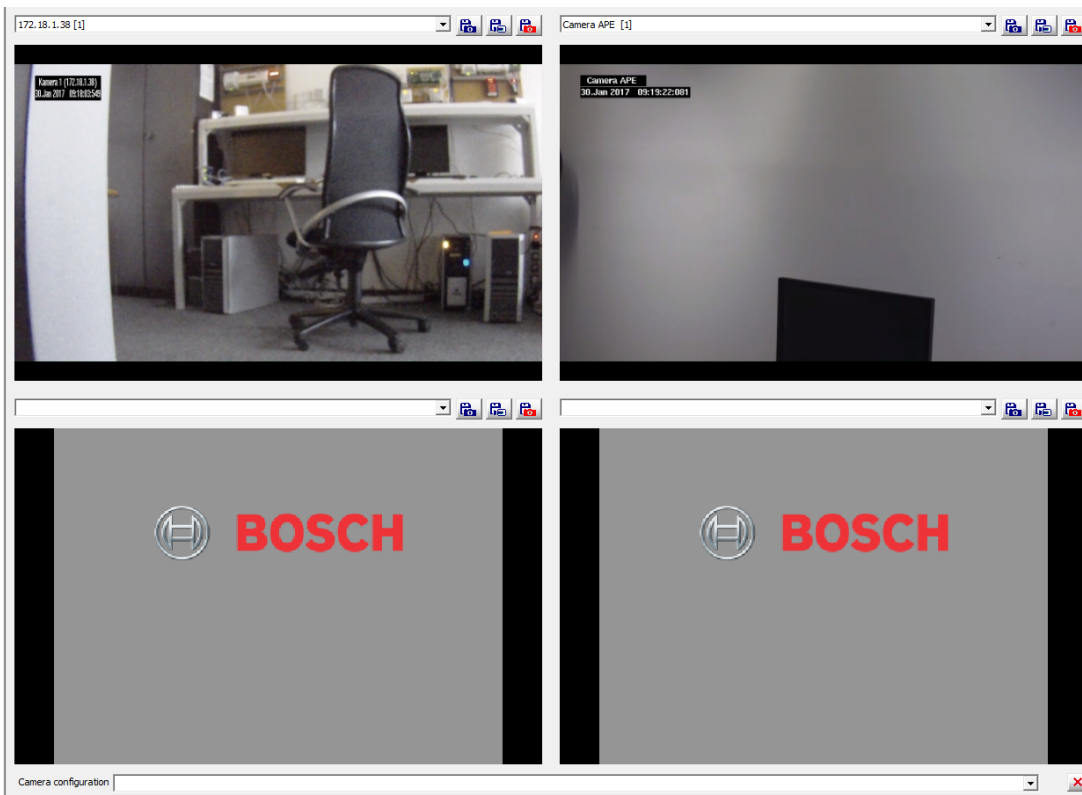 172.18.1.38 [1]
Camera APE [1]
Kamera 1 (172.18.1.38)
30.Jan 2017 09:18:03:545
Camera APE
30.Jan 2017 09:19:22:081
BOSCH
BOSCH
Camera configuration